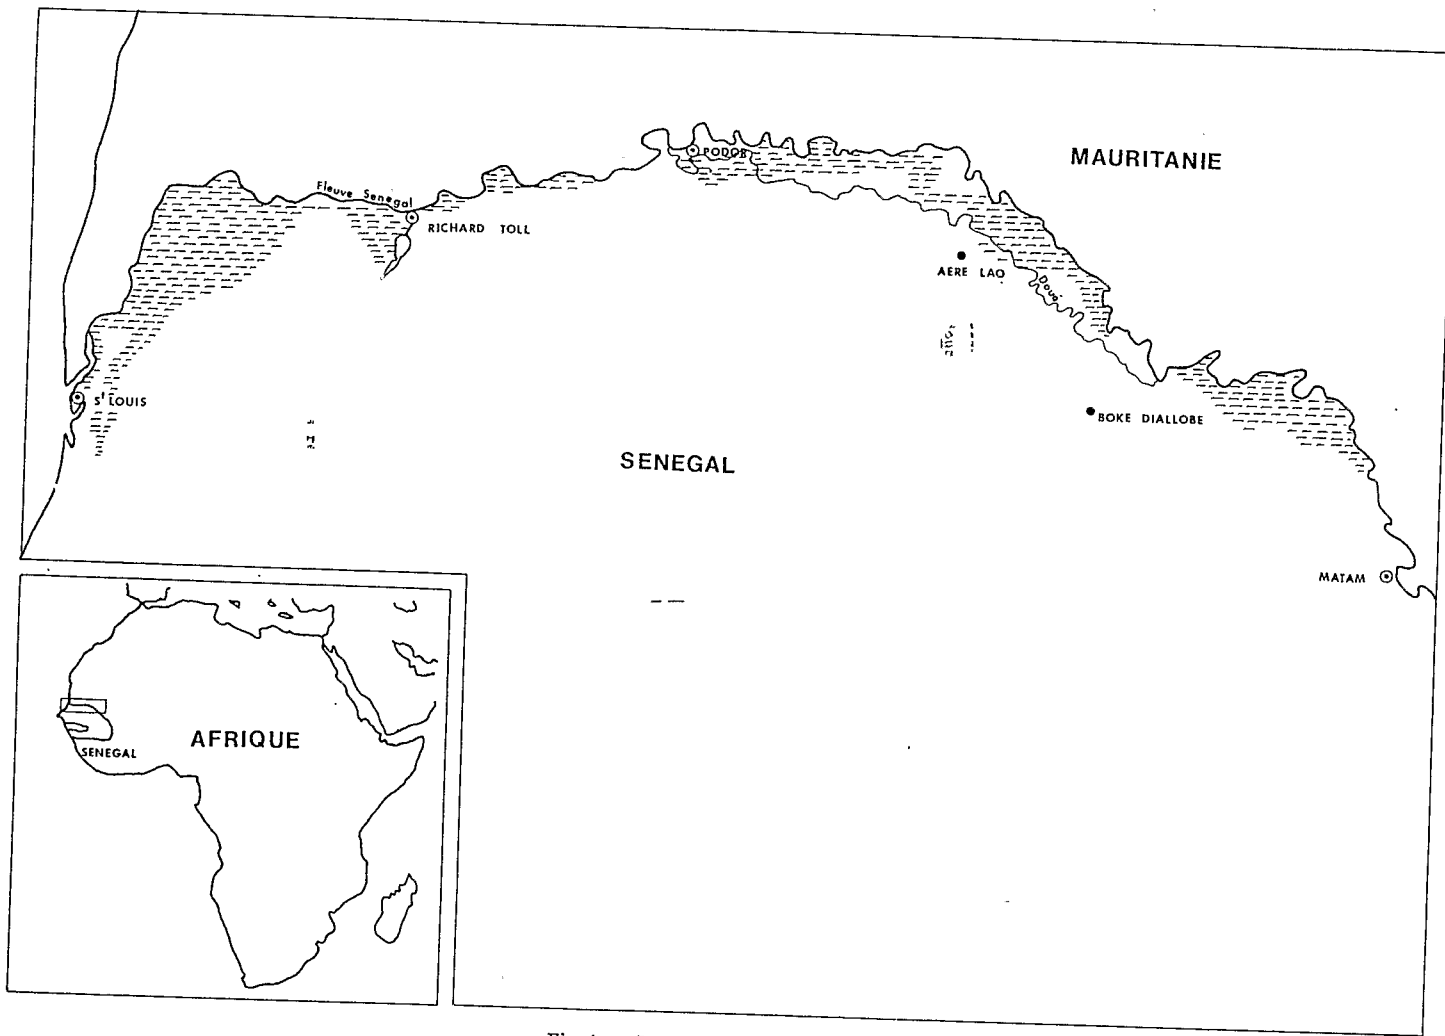 MAURITANIE
PODOR
Fleuve Senegal
RICHARD TOLL
AERE LAO
Doué
S^t LOUIS
BOKE DIALLOBE
SENEGAL
MATAM
AFRIQUE
SENEGAL